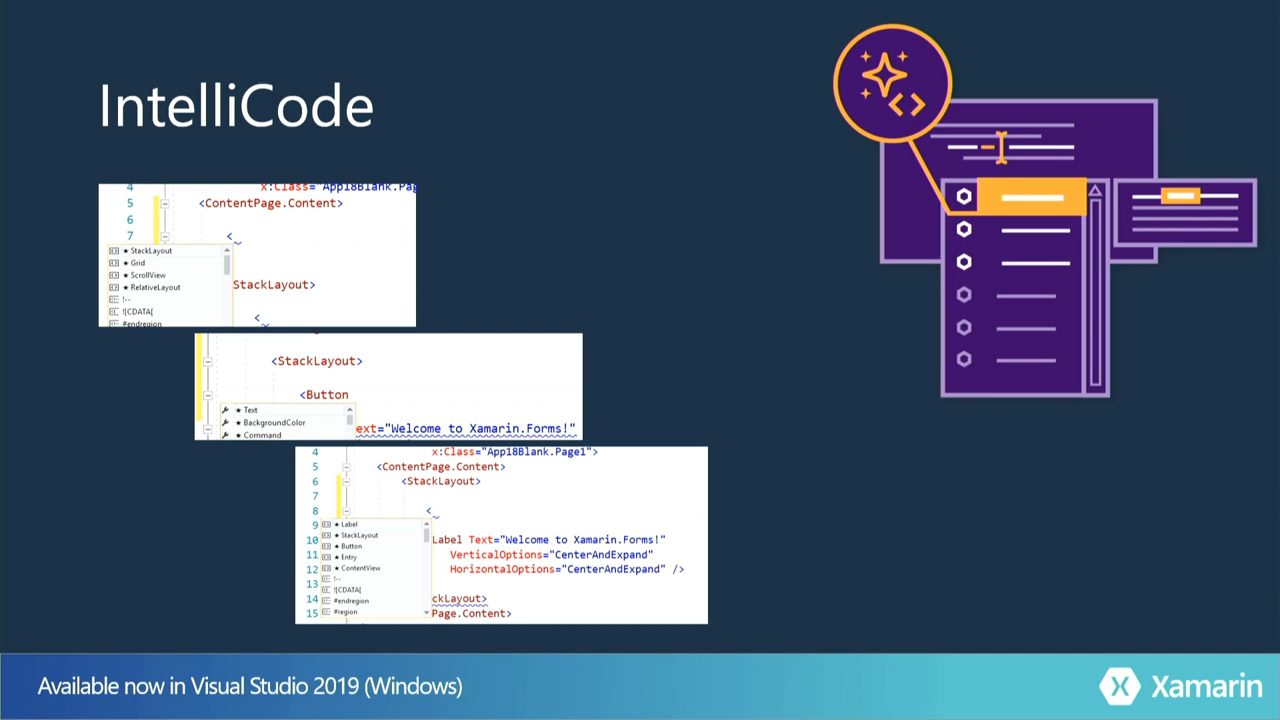 IntelliCode
4 x:Class="App18Blank.Pag
5 <ContentPage.Content>
6
7 <
★ StackLayout
★ Grid
★ ScrollView
StackLayout>
★ RelativeLayout
!--
![CDATA[
<
#endregion
<StackLayout>
<Button
★ Text
★ BackgroundColor
ext="Welcome to Xamarin.Forms!"
★ Command
4 x:Class="App18Blank.Page1">
5 <ContentPage.Content>
6 <StackLayout>
7
8 <
9 ★ Label
★ StackLayout
10 Label Text="Welcome to Xamarin.Forms!"
★ Button
11 VerticalOptions="CenterAndExpand"
★ Entry
12 HorizontalOptions="CenterAndExpand" />
★ ContentView
!--
13
![CDATA[
14 ckLayout>
#endregion
15 Page.Content>
#region
Available now in Visual Studio 2019 (Windows)
Xamarin